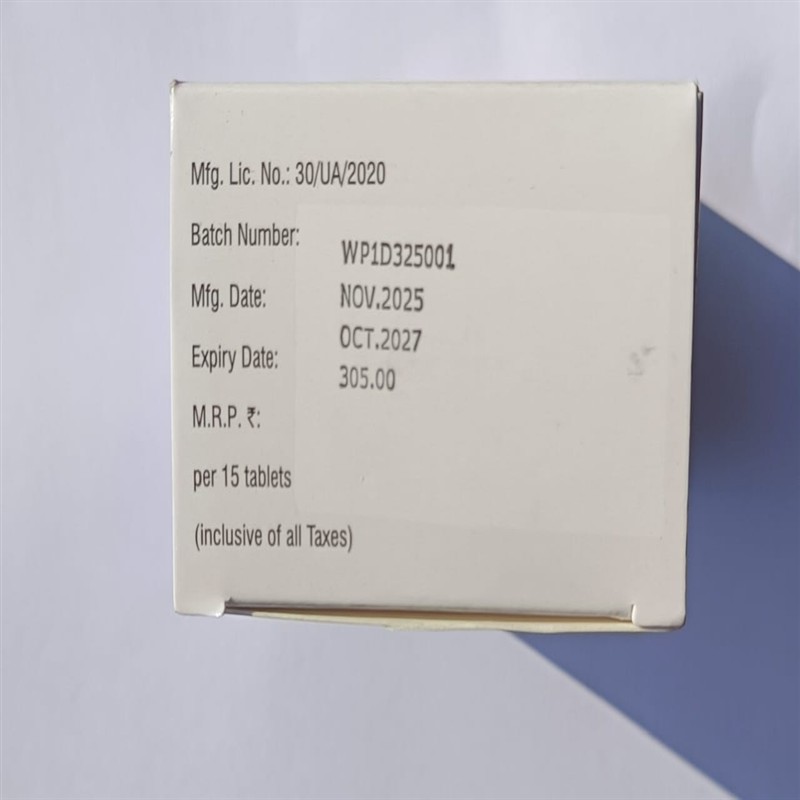 Mfg. Lic. No.: 30/UA/2020
Batch Number: WP1D325001
Mfg. Date: NOV.2025
Expiry Date: OCT.2027
M.R.P. ₹: 305.00
per 15 tablets
(inclusive of all Taxes)